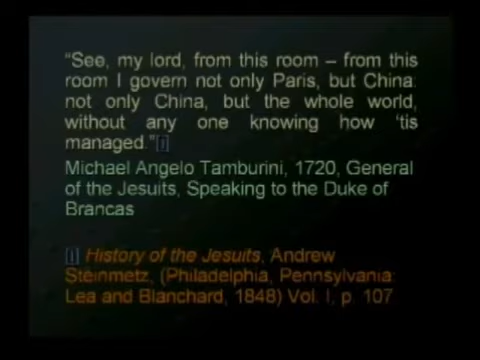 “See, my lord, from this room – from this
room I govern not only Paris, but China:
not only China, but the whole world,
without any one knowing how ‘tis
managed.”[i]
Michael Angelo Tamburini, 1720, General
of the Jesuits, Speaking to the Duke of
Brancas
[i] History of the Jesuits, Andrew
Steinmetz, (Philadelphia, Pennsylvania:
Lea and Blanchard, 1848) Vol. I, p. 107